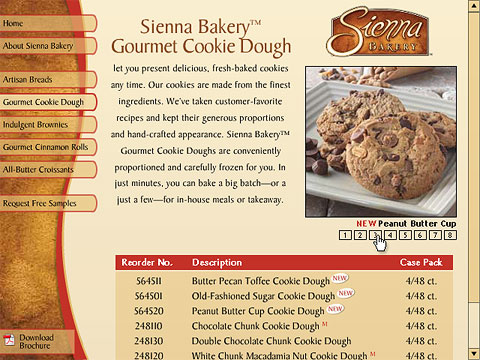 Home
About Sienna Bakery
Artisan Breads
Gourmet Cookie Dough
Indulgent Brownies
Gourmet Cinnamon Rolls
All-Butter Croissants
Request Free Samples
Download
Brochure
Sienna Bakery™
Gourmet Cookie Dough
let you present delicious, fresh-baked cookies
any time. Our cookies are made from the finest
ingredients. We've taken customer-favorite
recipes and kept their generous proportions
and hand-crafted appearance. Sienna Bakery™
Gourmet Cookie Doughs are conveniently
proportioned and carefully frozen for you. In
just minutes, you can bake a big batch—or a
just a few—for in-house meals or takeaway.
Sienna
BAKERY
NEW Peanut Butter Cup
1 2 3 4 5 6 7 8
Reorder No. Description Case Pack
564511 Butter Pecan Toffee Cookie Dough NEW 4/48 ct.
564501 Old-Fashioned Sugar Cookie Dough NEW 4/48 ct.
564520 Peanut Butter Cup Cookie Dough NEW 4/48 ct.
248110 Chocolate Chunk Cookie Dough M 4/48 ct.
248130 Double Chocolate Chunk Cookie Dough 4/48 ct.
248120 White Chunk Macadamia Nut Cookie Dough M 4/48 ct.